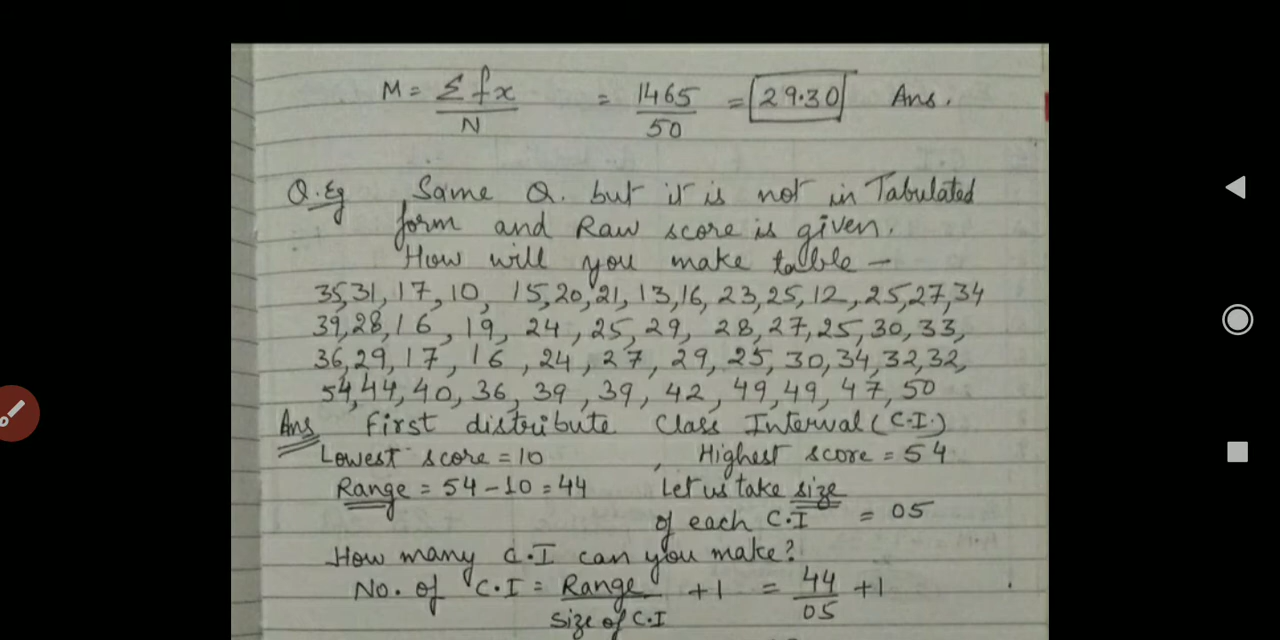 M = Σfx / N = 1465 / 50 = 29.30 Ans.
Q.Eg Same Q. but it is not in Tabulated
form and Raw score is given.
How will you make table —
35, 31, 17, 10, 15, 20, 21, 13, 16, 23, 25, 12, 25, 27, 34
39, 28, 16, 19, 24, 25, 29, 28, 27, 25, 30, 33,
36, 29, 17, 16, 24, 27, 29, 25, 30, 34, 32, 32,
54, 44, 40, 36, 39, 39, 42, 49, 49, 47, 50
Ans First distribute Class Interval (C.I.)
Lowest score = 10 , Highest score = 54
Range = 54 - 10 = 44 Let us take size
of each C.I = 05
How many C.I can you make?
No. of C.I = Range / size of C.I + 1 = 44 / 05 + 1